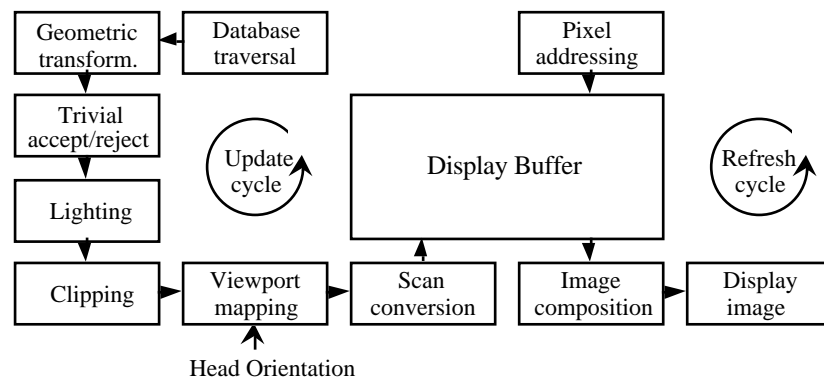 Geometric
transform.
Database
traversal
Pixel
addressing
Trivial
accept/reject
Update
cycle
Display Buffer
Refresh
cycle
Lighting
Clipping
Viewport
mapping
Scan
conversion
Image
composition
Display
image
Head Orientation